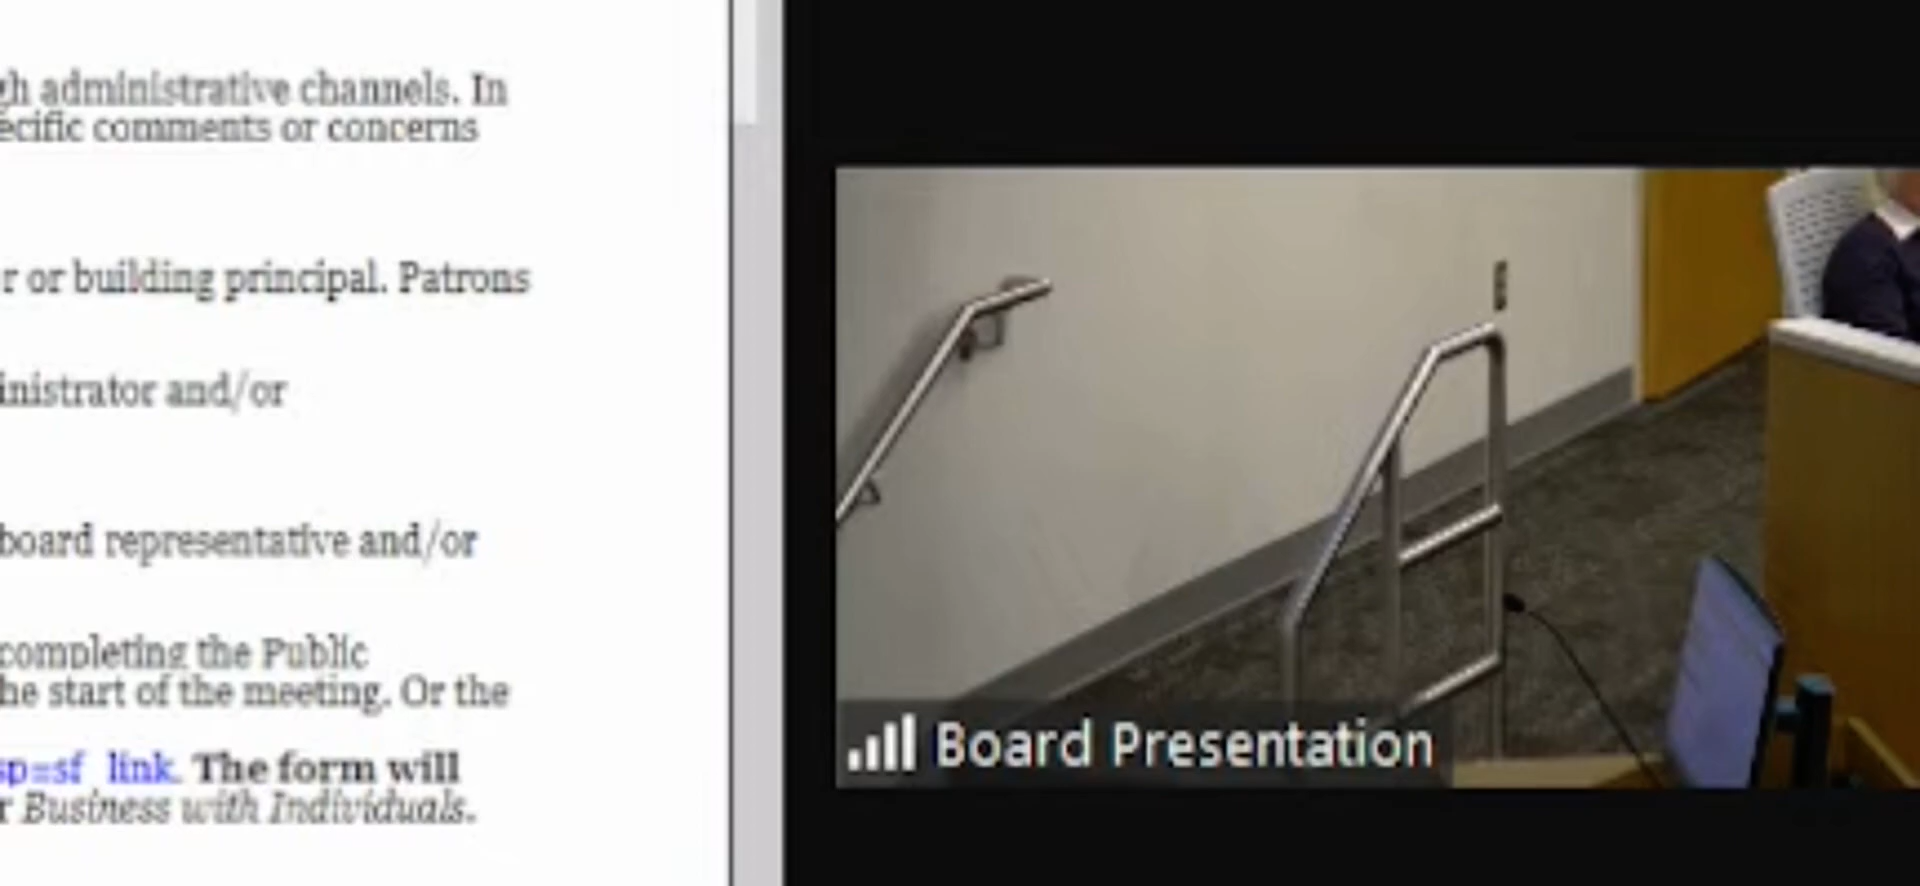 gh administrative channels. In
ecific comments or concerns
r or building principal. Patrons
inistrator and/or
board representative and/or
completing the Public
he start of the meeting. Or the
sp=sf_link. The form will
r Business with Individuals.
Board Presentation